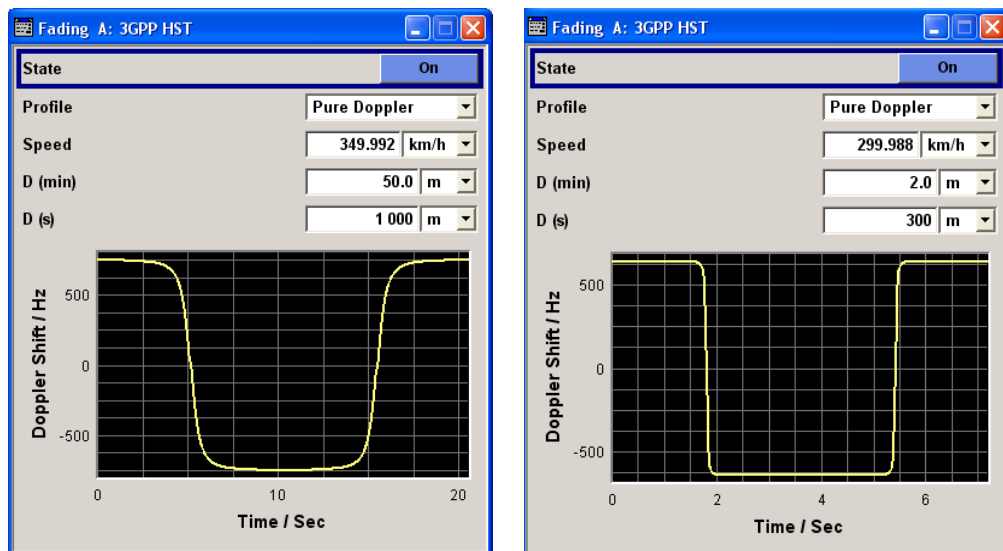 Fading A: 3GPP HST
State On
Profile Pure Doppler
Speed 349.992 km/h
D (min) 50.0 m
D (s) 1 000 m
Doppler Shift / Hz
500
0
-500
0 10 20
Time / Sec
Fading A: 3GPP HST
State On
Profile Pure Doppler
Speed 299.988 km/h
D (min) 2.0 m
D (s) 300 m
Doppler Shift / Hz
500
0
-500
0 2 4 6
Time / Sec